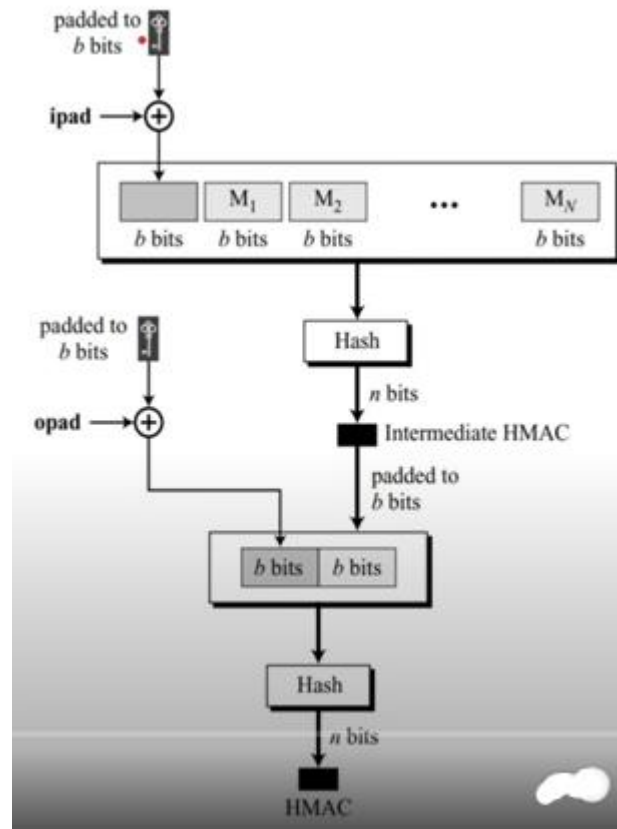 padded to
b bits
ipad
M₁ M₂ ••• M_N
b bits b bits b bits b bits
padded to
b bits
Hash
n bits
opad
Intermediate HMAC
padded to
b bits
b bits b bits
Hash
n bits
HMAC